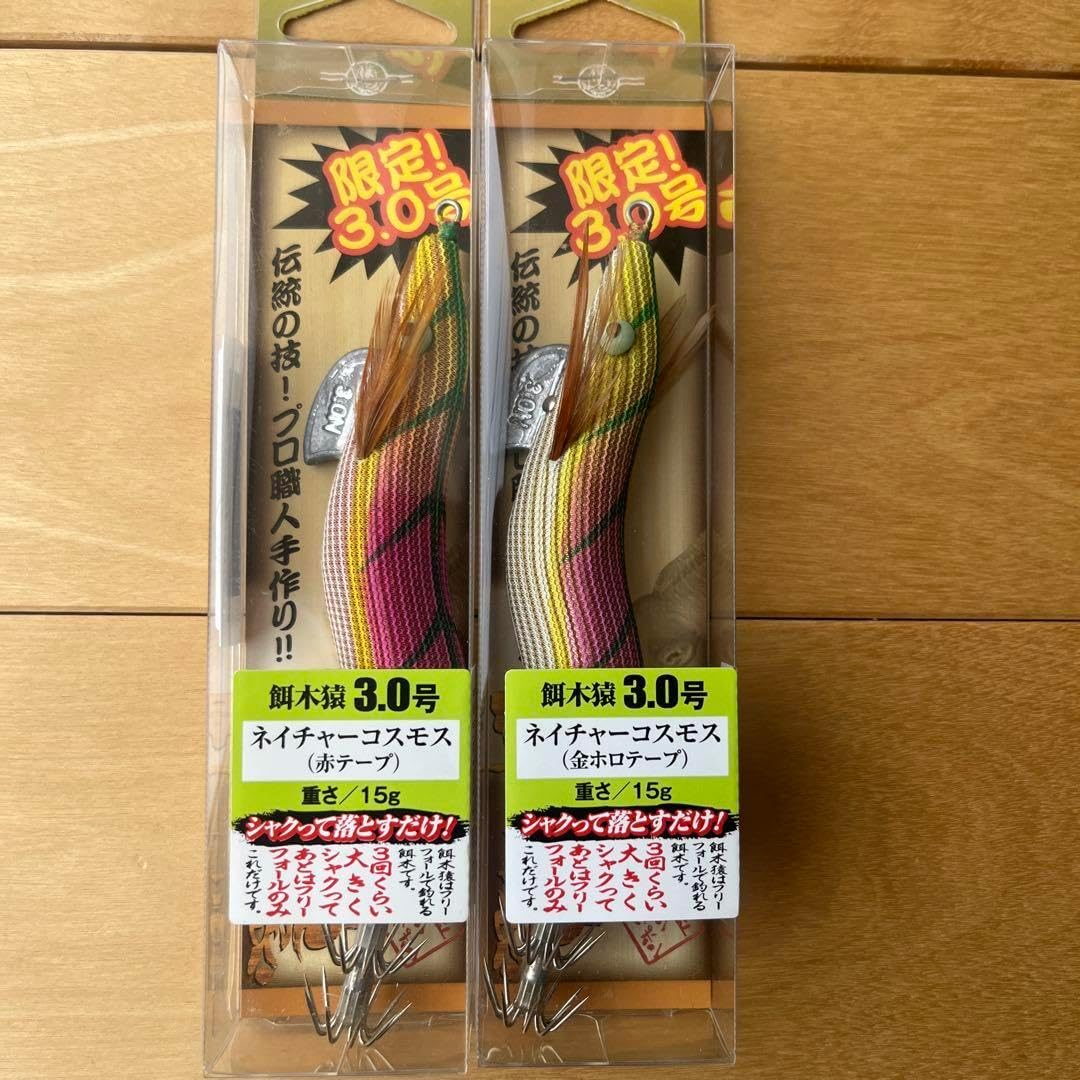 限定!
3.0号
伝統の技!プロ職人手作り!!
3.0N
餌木猿 3.0号
ネイチャーコスモス
(赤テープ)
重さ/15g
シャクって落とすだけ!
餌木猿はフリー
フォールで釣れる
餌木です。
3回くらい
大きく
シャクって
あとはフリー
フォールのみ
これだけです。
限定!
3.0号
伝統の技
3.0N
餌木猿 3.0号
ネイチャーコスモス
(金ホロテープ)
重さ/15g
シャクって落とすだけ!
餌木猿はフリー
フォールで釣れる
餌木です。
3回くらい
大きく
シャクって
あとはフリー
フォールのみ
これだけです。